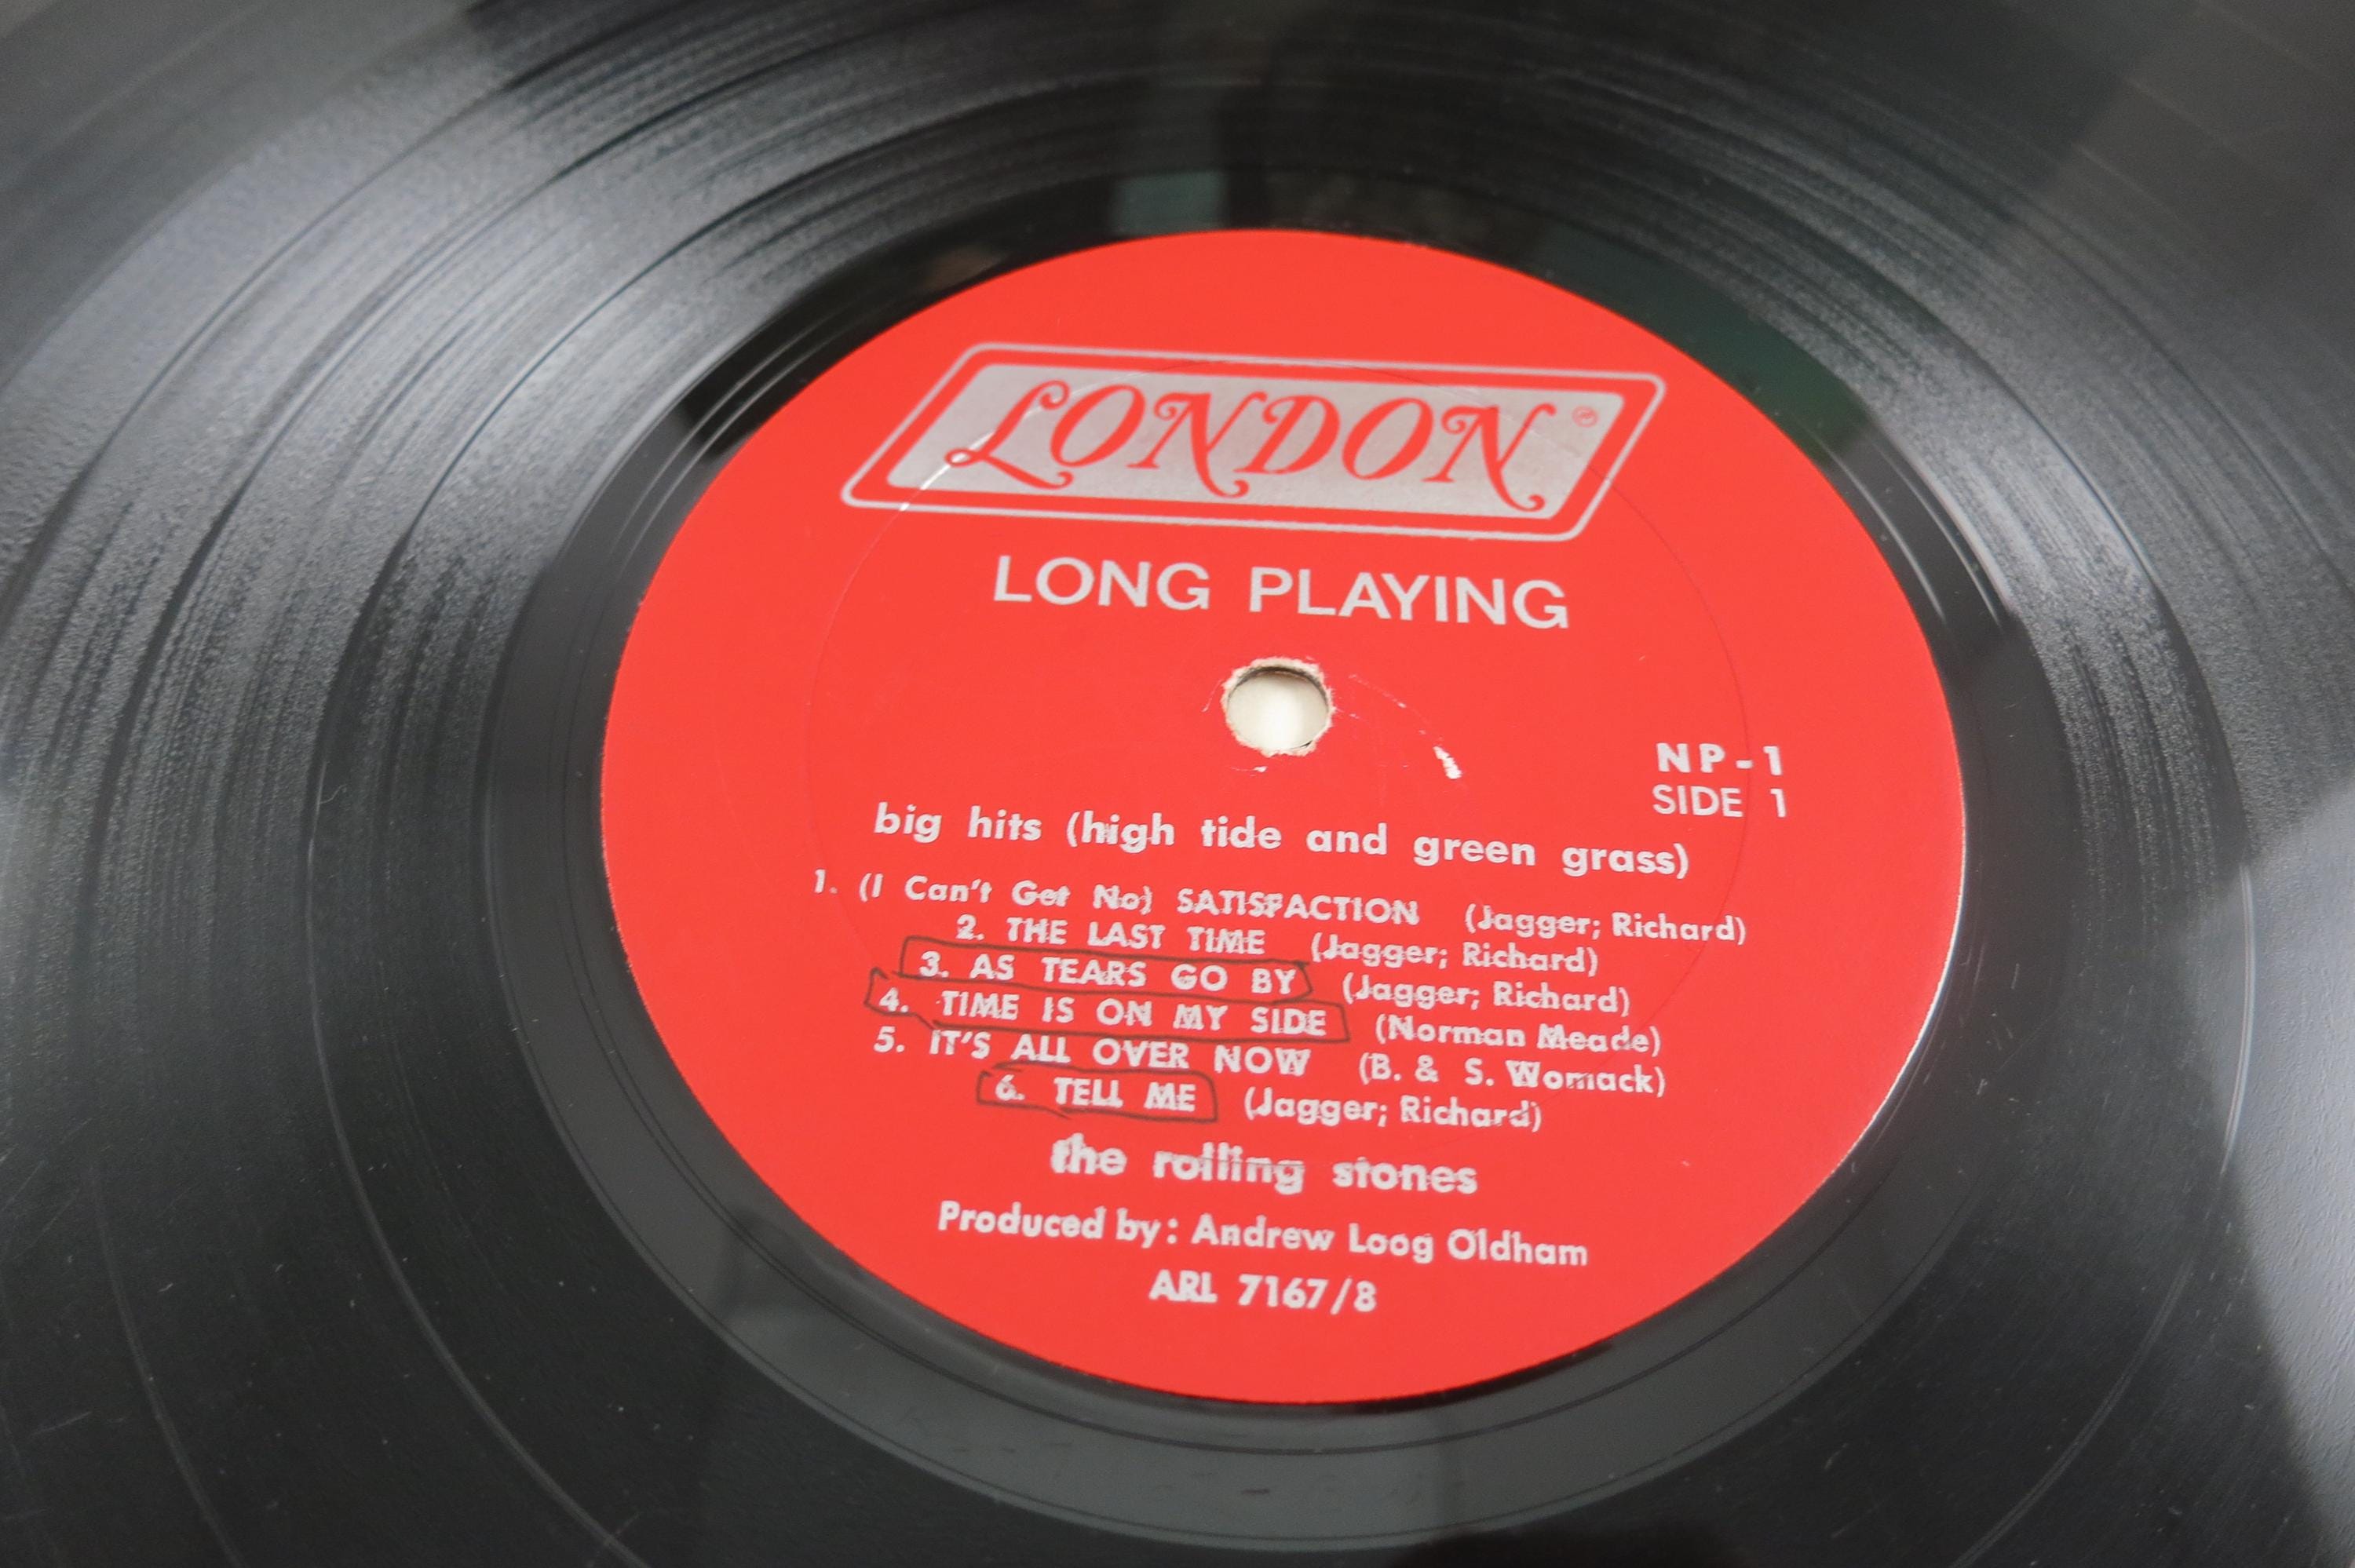 LONDON
LONG PLAYING
NP-1
SIDE 1
big hits (high tide and green grass)
1. (I Can't Get No) SATISFACTION (Jagger; Richard)
2. THE LAST TIME (Jagger; Richard)
3. AS TEARS GO BY (Jagger; Richard)
4. TIME IS ON MY SIDE (Norman Meade)
5. IT'S ALL OVER NOW (B. & S. Womack)
6. TELL ME (Jagger; Richard)
the rolling stones
Produced by: Andrew Loog Oldham
ARL 7167/8